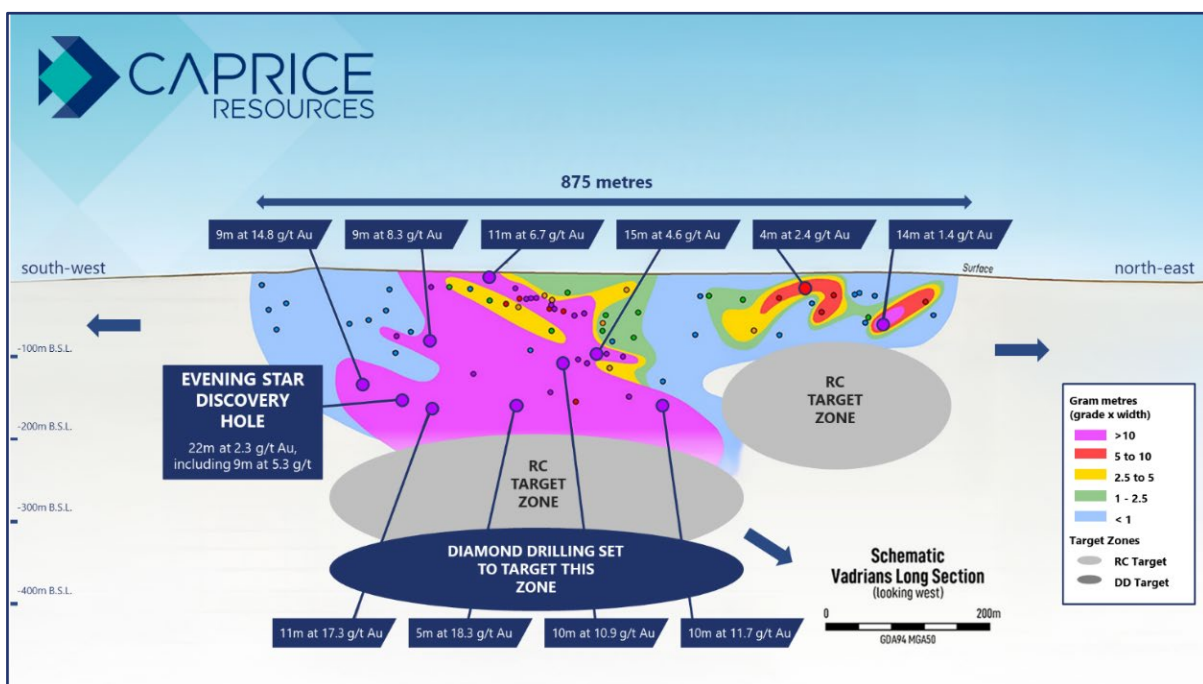 CAPRICE
RESOURCES
875 metres
9m at 14.8 g/t Au
9m at 8.3 g/t Au
11m at 6.7 g/t Au
15m at 4.6 g/t Au
4m at 2.4 g/t Au
14m at 1.4 g/t Au
south-west
Surface
north-east
-100m B.S.L.
EVENING STAR
DISCOVERY
HOLE
22m at 2.3 g/t Au,
including 9m at 5.3 g/t
-200m B.S.L.
-300m B.S.L.
-400m B.S.L.
RC
TARGET
ZONE
RC
TARGET
ZONE
DIAMOND DRILLING SET
TO TARGET THIS
ZONE
Gram metres
(grade x width)
>10
5 to 10
2.5 to 5
1 - 2.5
< 1
Target Zones
RC Target
DD Target
Schematic
Vadrians Long Section
(looking west)
0 200m
GDA94 MGA50
11m at 17.3 g/t Au
5m at 18.3 g/t Au
10m at 10.9 g/t Au
10m at 11.7 g/t Au